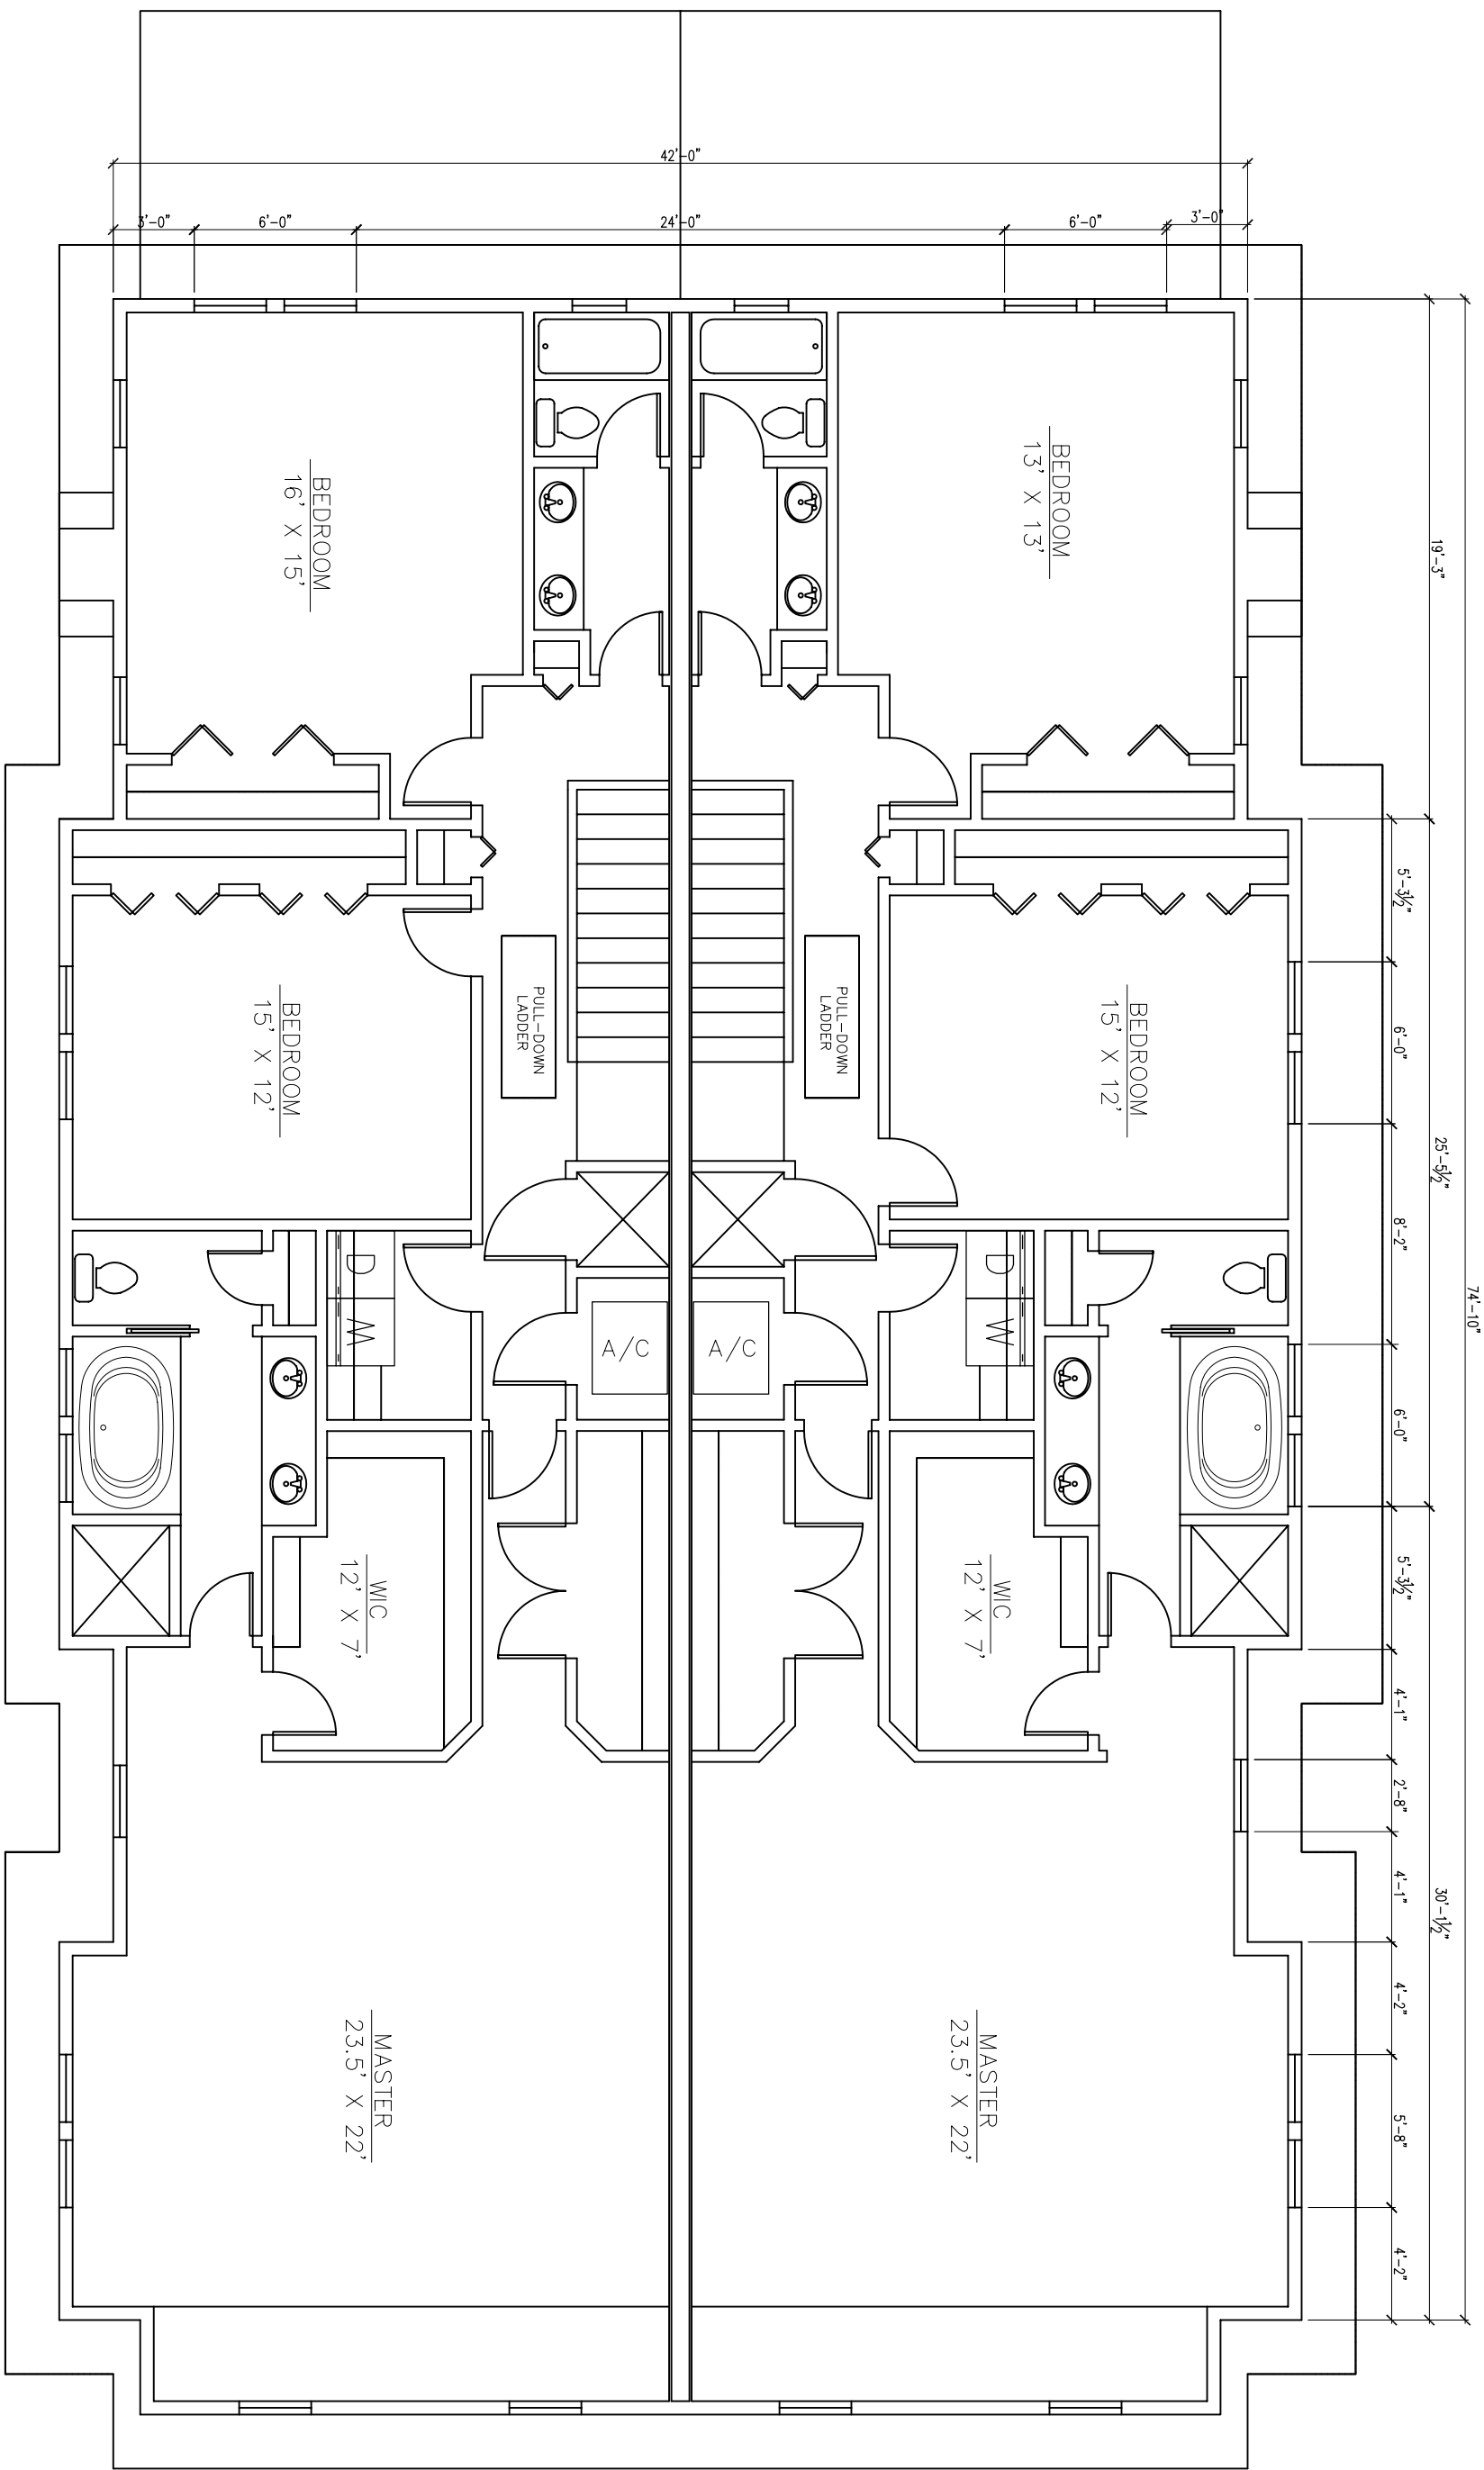 42'-0"
3'-0"
6'-0"
24'-0"
6'-0"
3'-0"
74'-10"
19'-3"
25'-5½"
30'-1½"
5'-3½"
6'-0"
8'-2"
6'-0"
5'-3½"
4'-1"
2'-8"
4'-1"
4'-2"
5'-8"
4'-2"
BEDROOM
13' X 13'
BEDROOM
15' X 12'
PULL-DOWN
LADDER
D
W
A/C
WIC
12' X 7'
MASTER
23.5' X 22'
BEDROOM
16' X 15'
BEDROOM
15' X 12'
PULL-DOWN
LADDER
D
W
A/C
WIC
12' X 7'
MASTER
23.5' X 22'